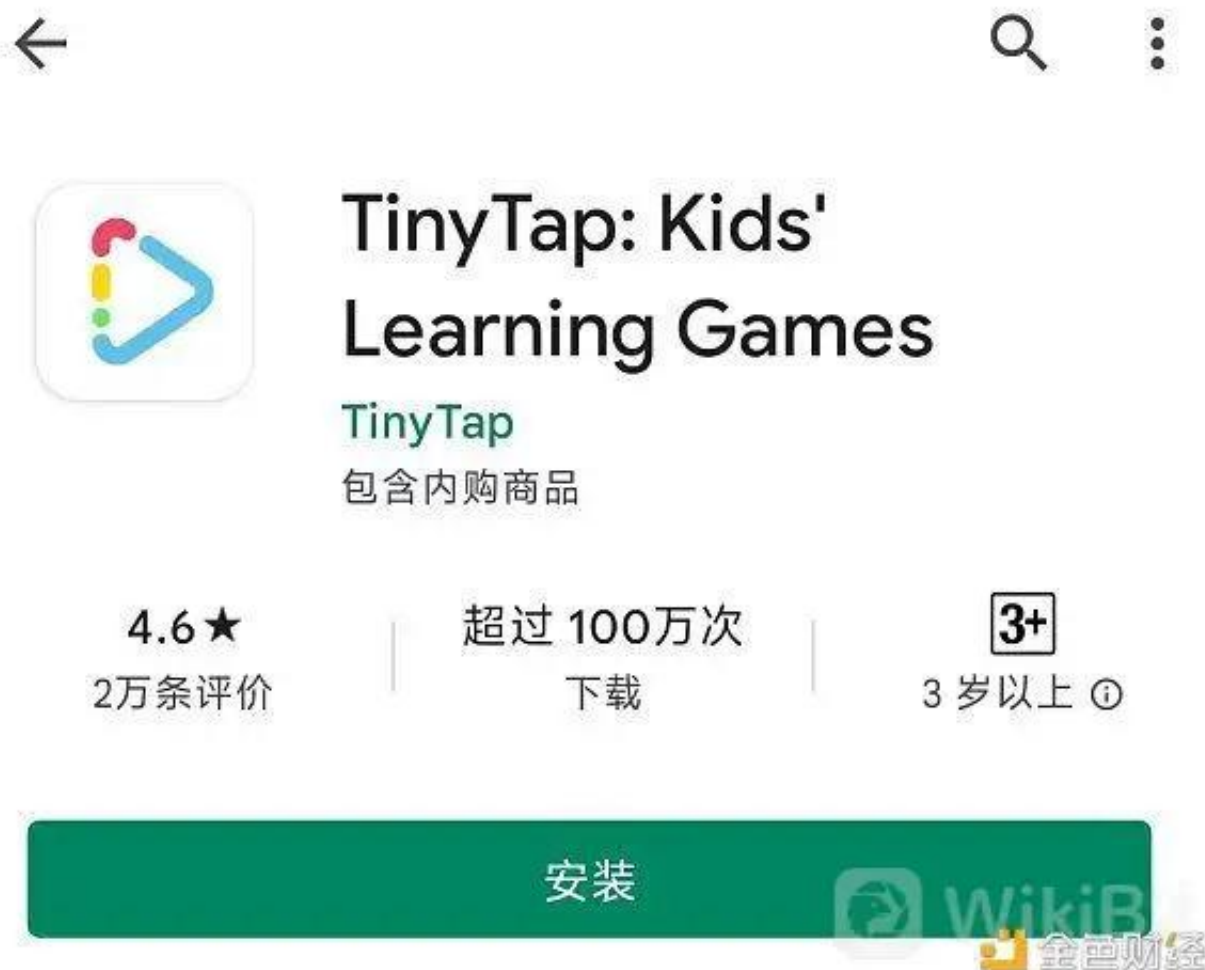 TinyTap: Kids'
Learning Games
TinyTap
包含内购商品
4.6★ 超过 100万次 3+
2万条评价 下载 3 岁以上
安装
WikiB
金色财经